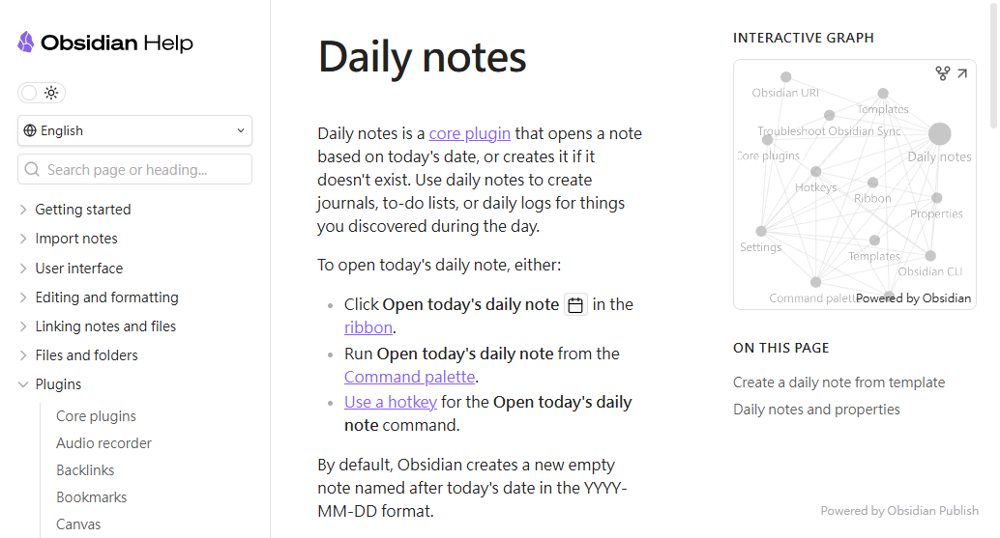 Obsidian Help
English
Search page or heading...
Getting started
Import notes
User interface
Editing and formatting
Linking notes and files
Files and folders
Plugins
Core plugins
Audio recorder
Backlinks
Bookmarks
Canvas
Daily notes
Daily notes is a core plugin that opens a note
based on today's date, or creates it if it
doesn't exist. Use daily notes to create
journals, to-do lists, or daily logs for things
you discovered during the day.
To open today's daily note, either:
Click Open today's daily note in the
ribbon.
Run Open today's daily note from the
Command palette.
Use a hotkey for the Open today's daily
note command.
By default, Obsidian creates a new empty
note named after today's date in the YYYY-
MM-DD format.
INTERACTIVE GRAPH
Obsidian URI
Templates
Troubleshoot Obsidian Sync
Core plugins
Daily notes
Hotkeys
Ribbon
Properties
Settings
Templates
Obsidian CLI
Command palette
Powered by Obsidian
ON THIS PAGE
Create a daily note from template
Daily notes and properties
Powered by Obsidian Publish